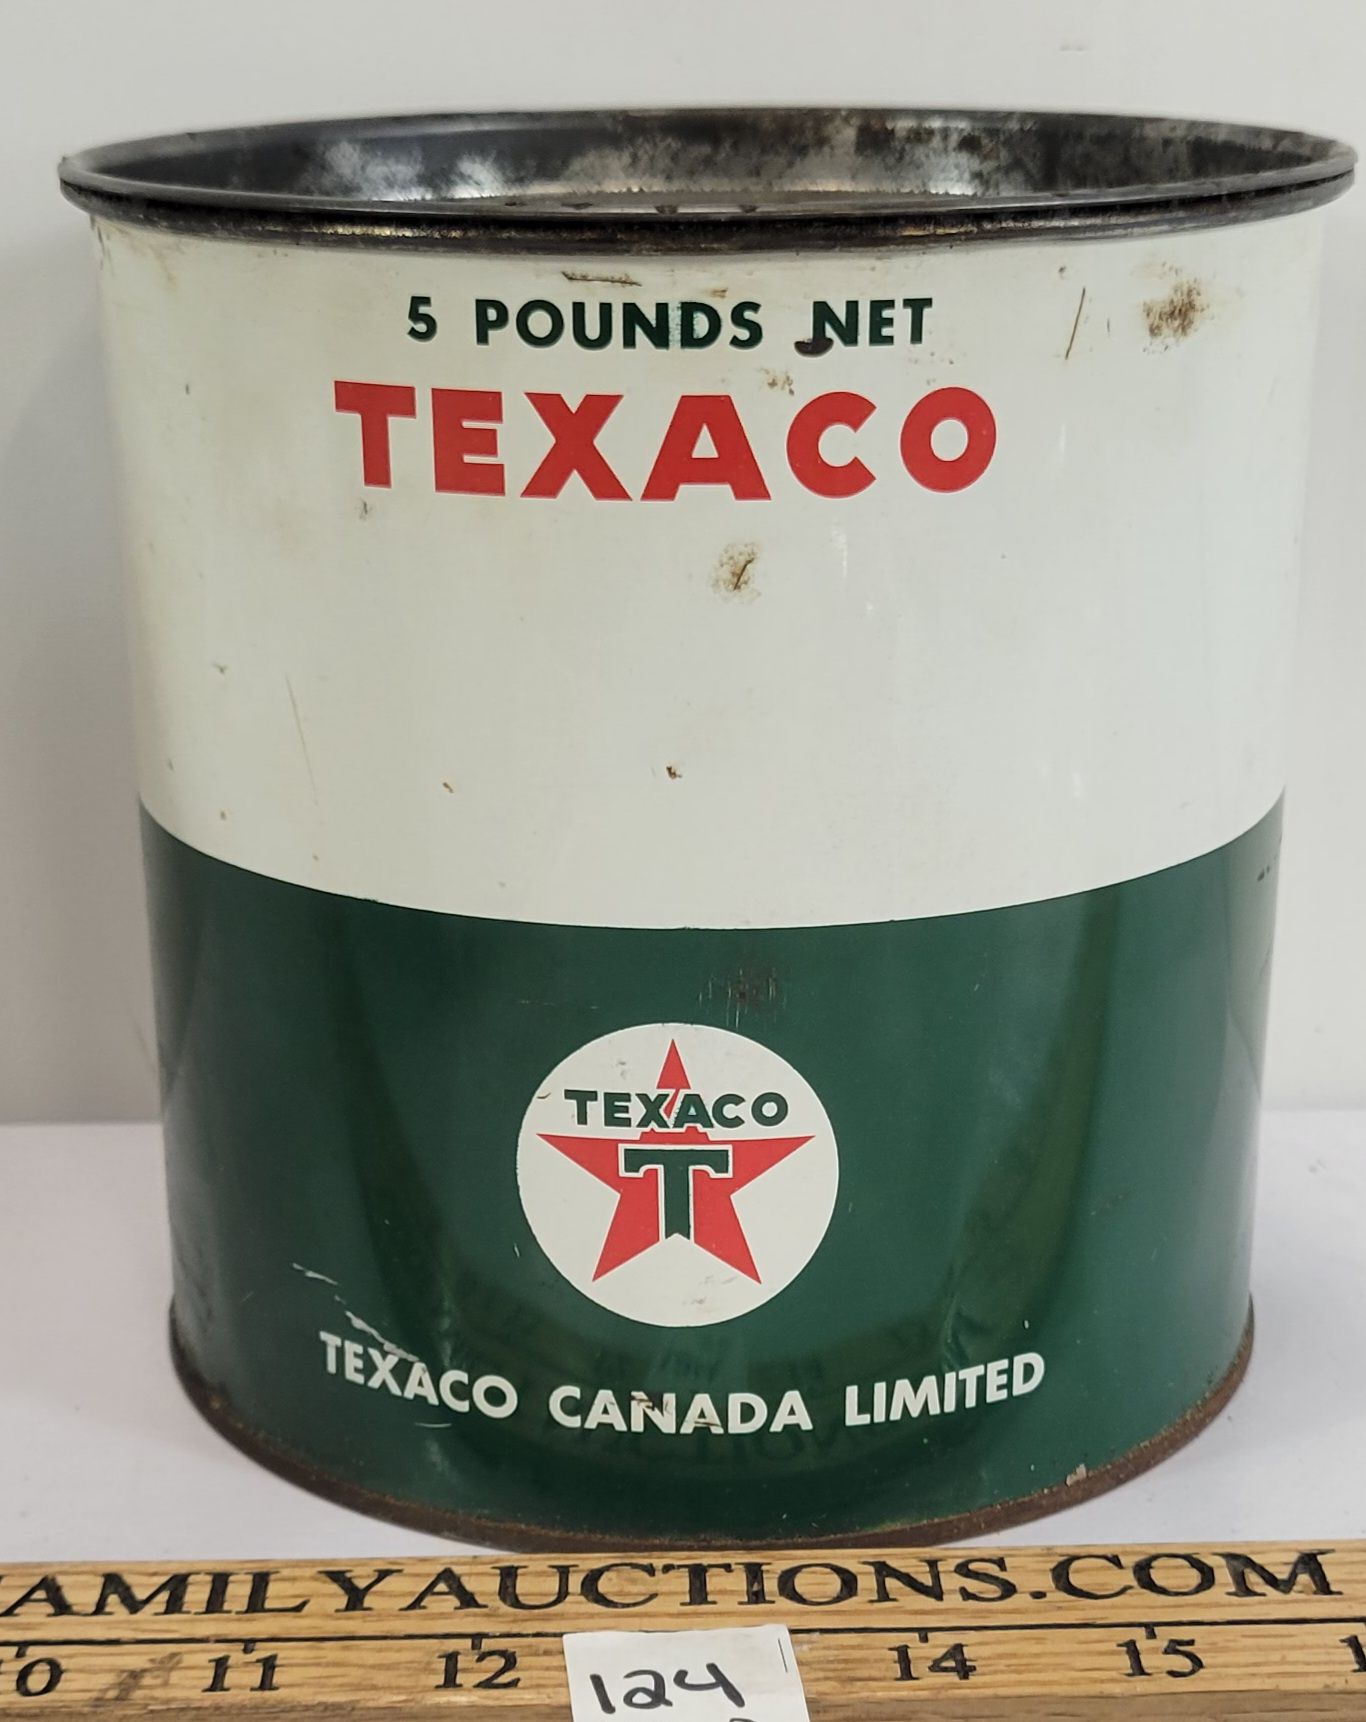 5 POUNDS NET
TEXACO
TEXACO
T
TEXACO CANADA LIMITED
AMILYAUCTIONS.COM
11 12 14 15
124